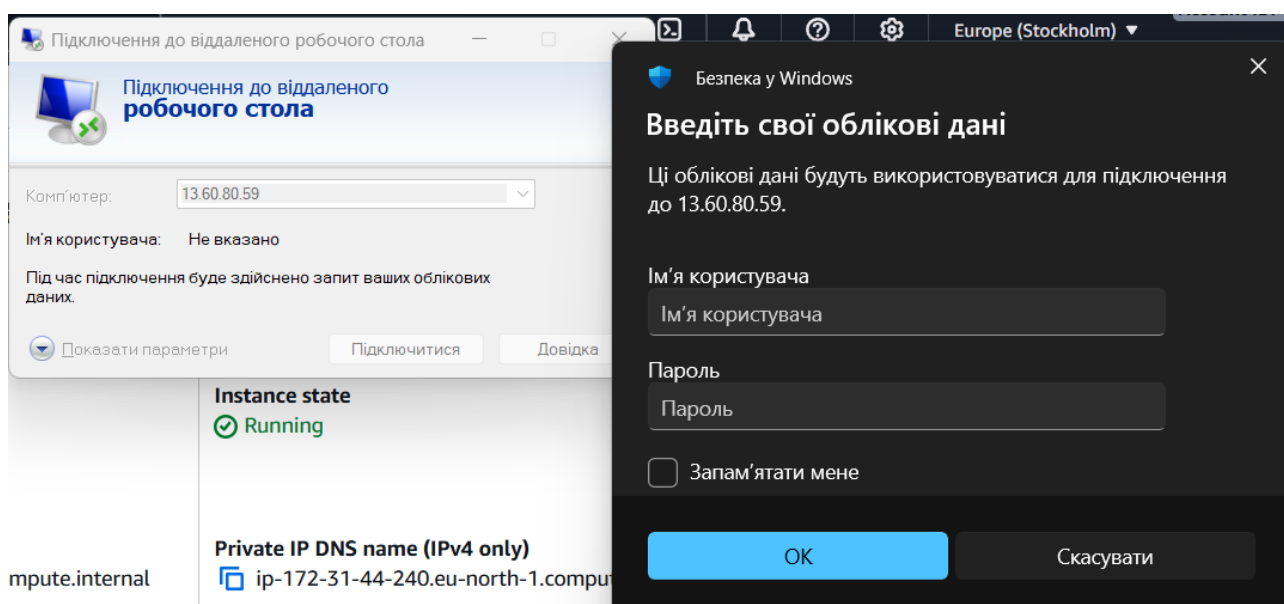 Підключення до віддаленого робочого стола
Підключення до віддаленого
робочого стола
Комп'ютер:
13.60.80.59
Ім'я користувача: Не вказано
Під час підключення буде здійснено запит ваших облікових
даних.
Показати параметри
Підключитися
Довідка
Europe (Stockholm) ▼
Безпека у Windows
Введіть свої облікові дані
Ці облікові дані будуть використовуватися для підключення
до 13.60.80.59.
Ім’я користувача
Ім’я користувача
Пароль
Пароль
Запам’ятати мене
ОК
Скасувати
Instance state
Running
Private IP DNS name (IPv4 only)
mpute.internal
ip-172-31-44-240.eu-north-1.compu